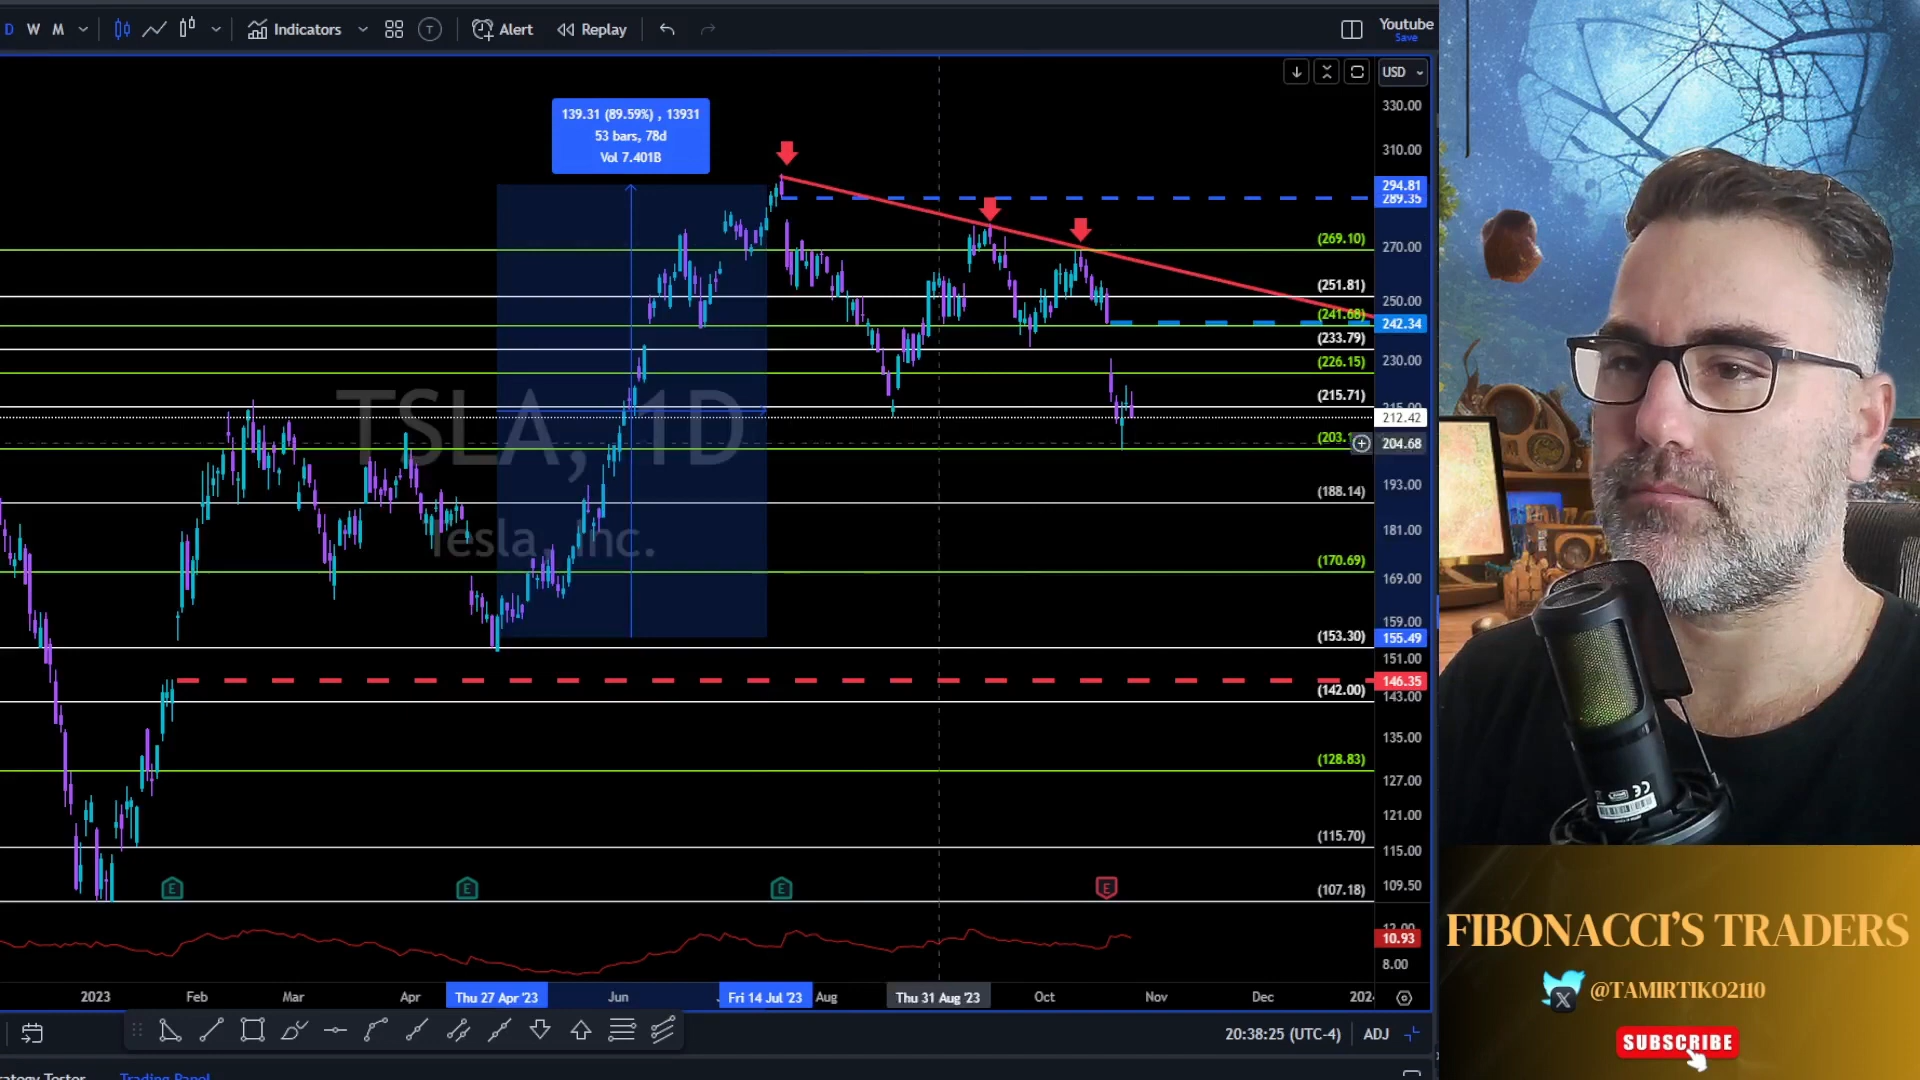 D W M Indicators T Alert Replay Youtube
Save
USD
139.31 (89.59%) , 13931
53 bars, 78d
Vol 7.401B
TSLA, 1D
Tesla, Inc.
(269.10)
(251.81)
(241.68)
(233.79)
(226.15)
(215.71)
(188.14)
(170.69)
(153.30)
(142.00)
(128.83)
(115.70)
(107.18)
330.00
310.00
294.81
289.35
270.00
250.00
242.34
230.00
212.42
204.68
193.00
181.00
169.00
159.00
155.49
151.00
146.35
143.00
135.00
127.00
121.00
115.00
109.50
10.93
8.00
E E E E
2023 Feb Mar Apr Thu 27 Apr '23 Jun Fri 14 Jul '23 Aug Thu 31 Aug '23 Oct Nov Dec
20:38:25 (UTC-4) ADJ
Trading Panel
FIBONACCI'S TRADERS
@TAMIRTIKO2110
SUBSCRIBE